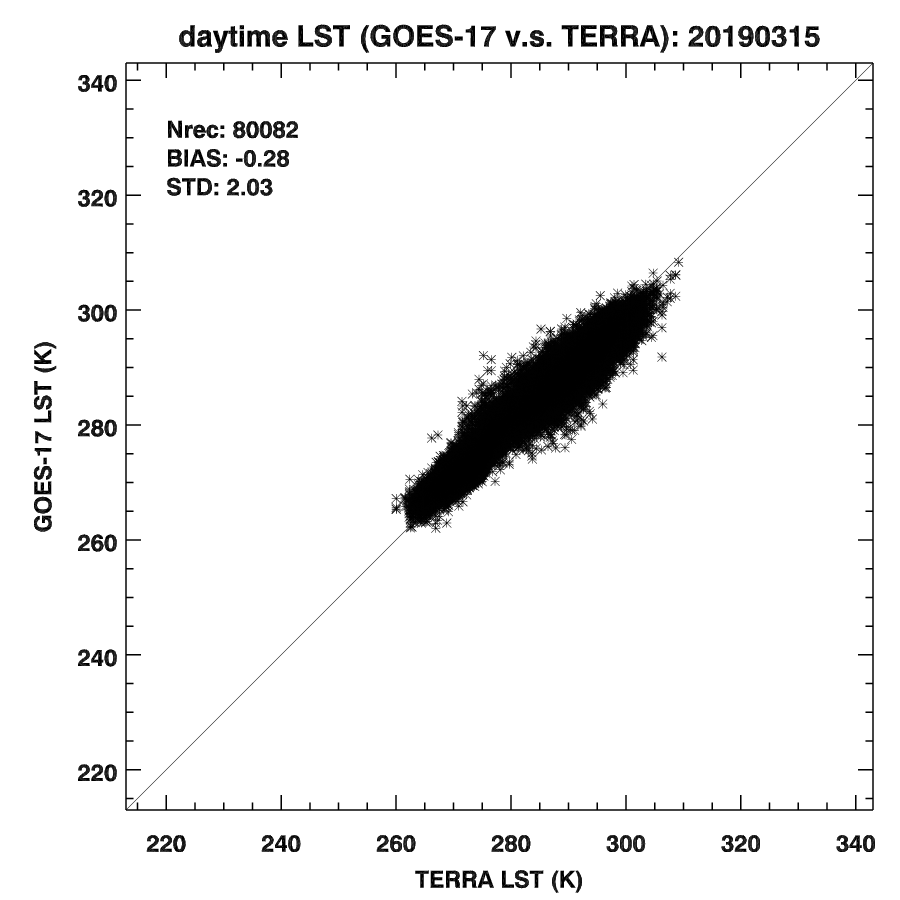 daytime LST (GOES-17 v.s. TERRA): 20190315
340
Nrec: 80082
BIAS: -0.28
STD: 2.03
320
300
GOES-17 LST (K)
280
260
240
220
220 240 260 280 300 320 340
TERRA LST (K)